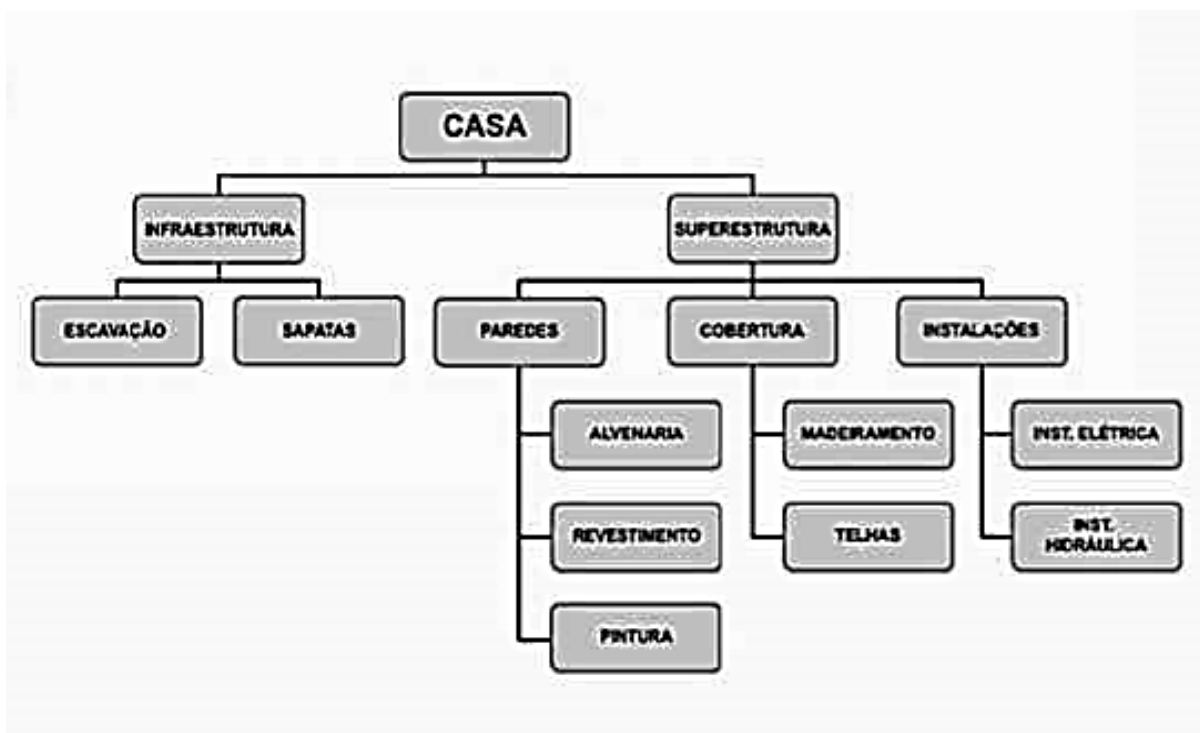 CASA
INFRAESTRUTURA
SUPERESTRUTURA
ESCAVAÇÃO
SAPATAS
PAREDES
COBERTURA
INSTALAÇÕES
ALVENARIA
MADEIRAMENTO
INST. ELÉTRICA
REVESTIMENTO
TELHAS
INST.
HIDRÁULICA
PINTURA